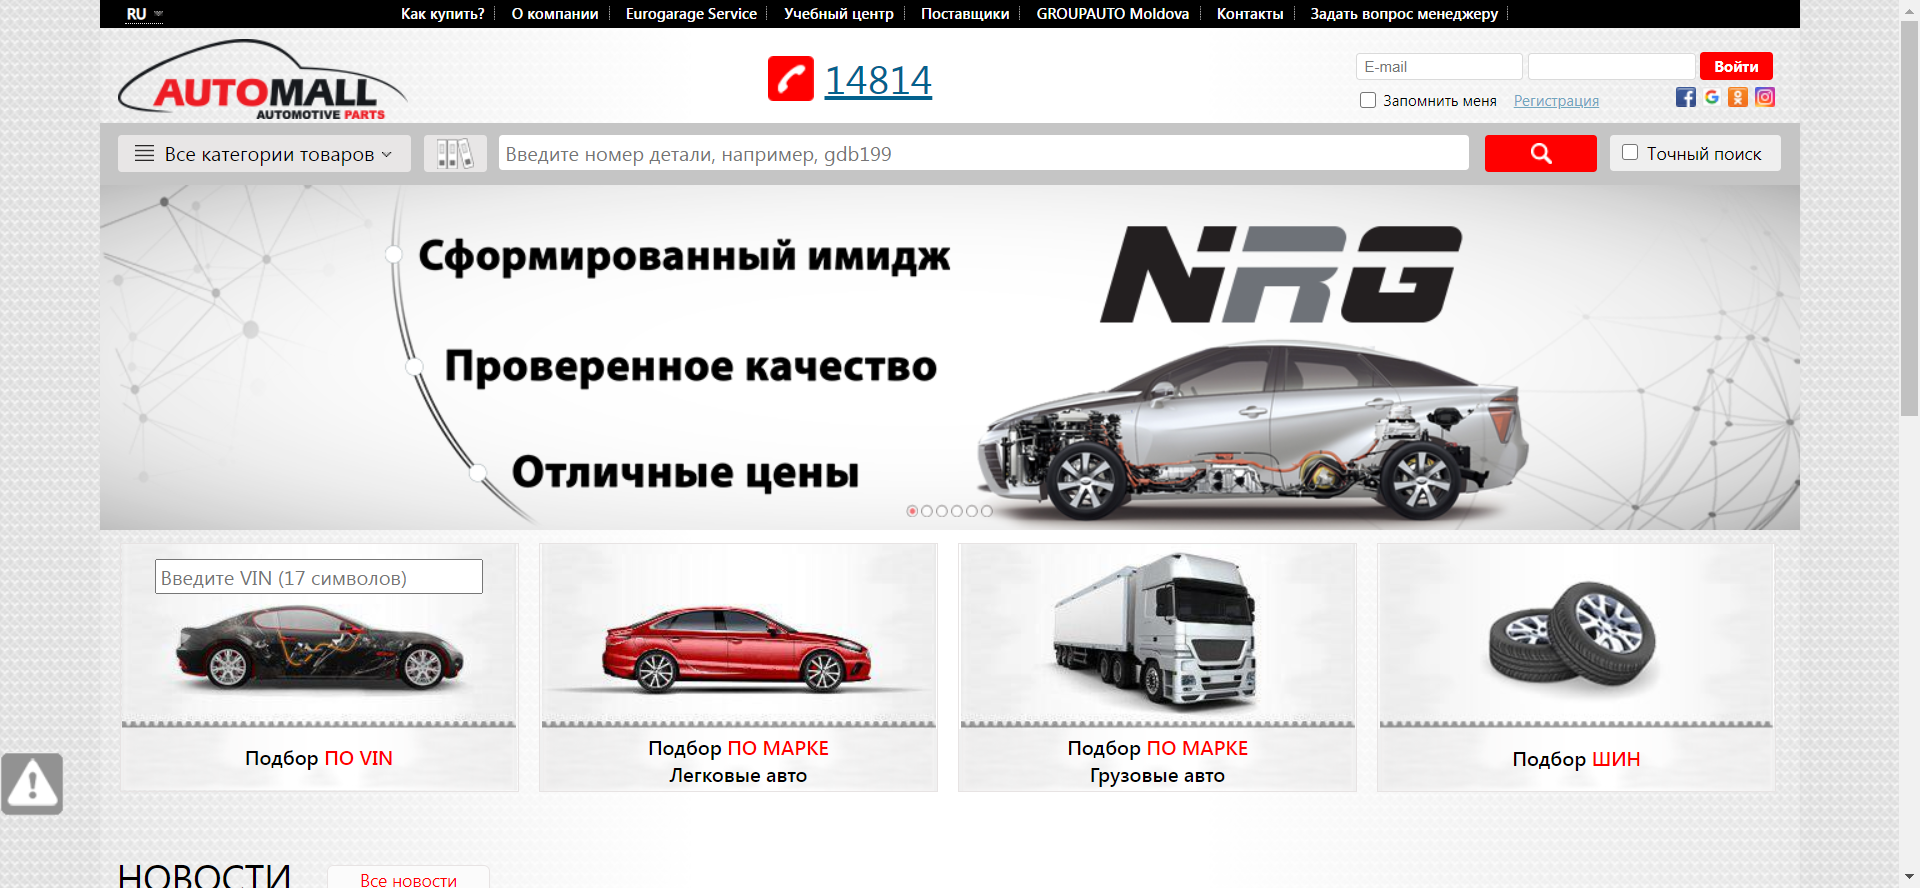 RU
Как купить?
О компании
Eurogarage Service
Учебный центр
Поставщики
GROUPAUTO Moldova
Контакты
Задать вопрос менеджеру
AUTOMALL
AUTOMOTIVE PARTS
14814
E-mail
Войти
Запомнить меня
Регистрация
Все категории товаров
Введите номер детали, например, gdb199
Точный поиск
Сформированный имидж
NRG
Проверенное качество
Отличные цены
Введите VIN (17 символов)
Подбор ПО VIN
Подбор ПО МАРКЕ
Легковые авто
Подбор ПО МАРКЕ
Грузовые авто
Подбор ШИН
НОВОСТИ
Все новости